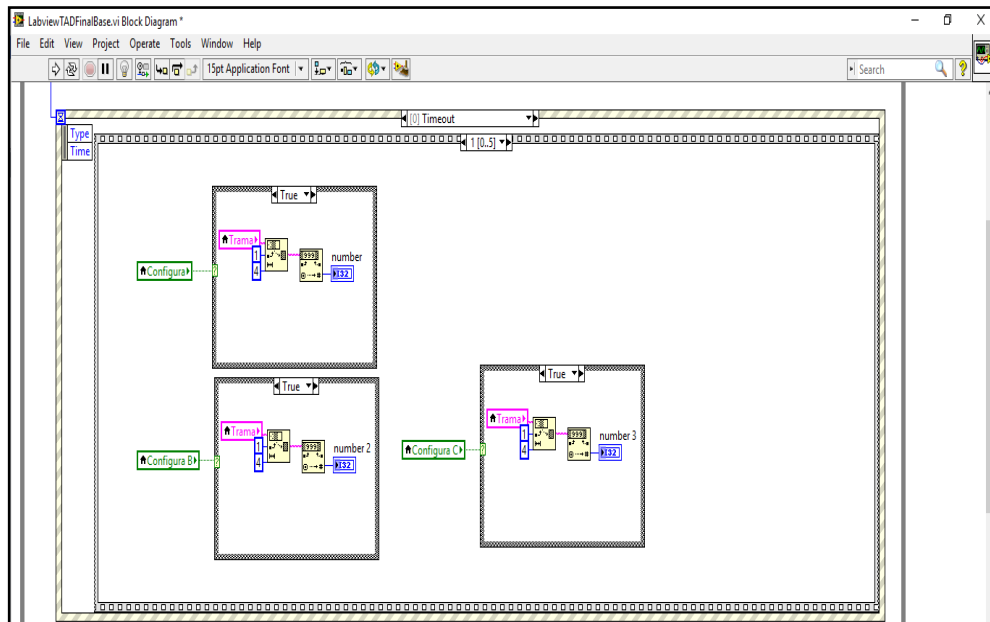 LabviewTADFinalBase.vi Block Diagram *
File Edit View Project Operate Tools Window Help
15pt Application Font
Search
[0] Timeout
Type
Time
1 [0..5]
True
Trama
1
4
number
I32
Configura
True
Trama
1
4
number 2
I32
Configura B
True
Trama
1
4
number 3
I32
Configura C